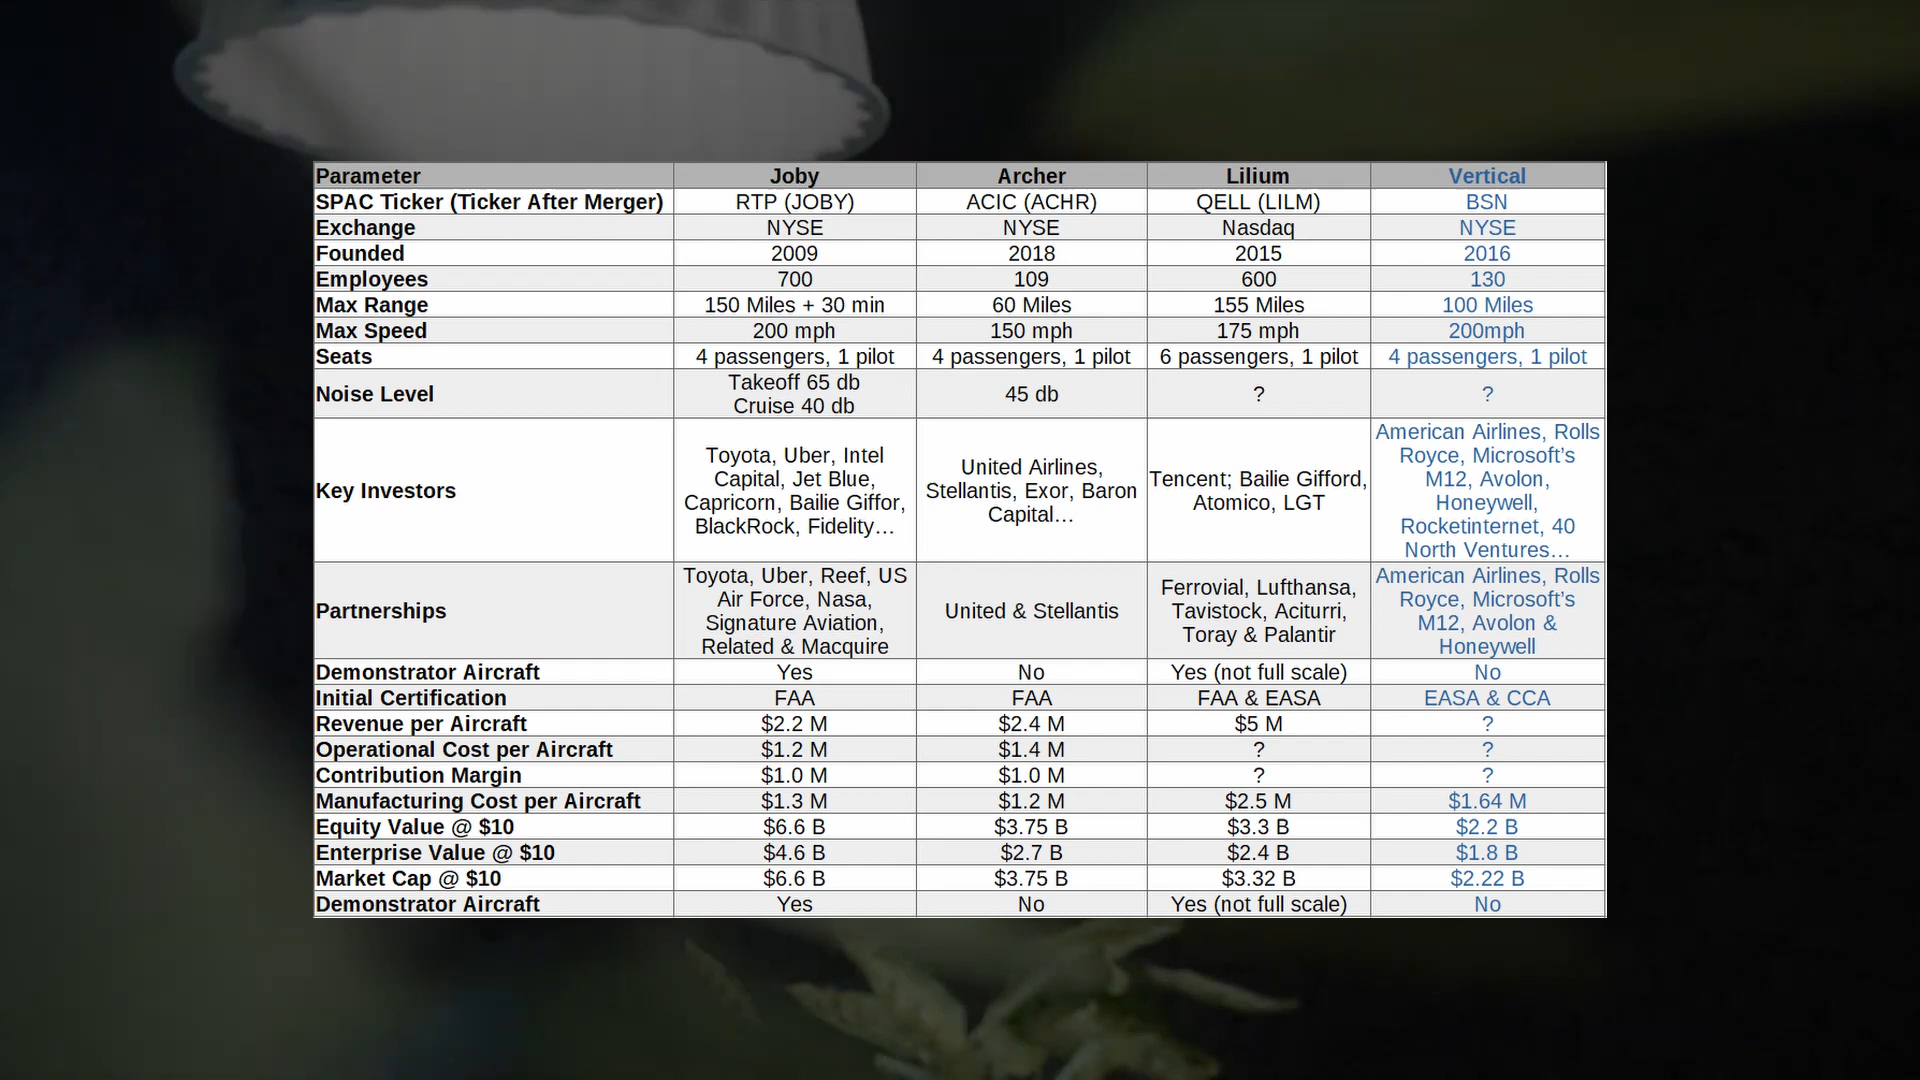 Parameter Joby Archer Lilium Vertical
SPAC Ticker (Ticker After Merger) RTP (JOBY) ACIC (ACHR) QELL (LILM) BSN
Exchange NYSE NYSE Nasdaq NYSE
Founded 2009 2018 2015 2016
Employees 700 109 600 130
Max Range 150 Miles + 30 min 60 Miles 155 Miles 100 Miles
Max Speed 200 mph 150 mph 175 mph 200mph
Seats 4 passengers, 1 pilot 4 passengers, 1 pilot 6 passengers, 1 pilot 4 passengers, 1 pilot
Noise Level
Takeoff 65 db
Cruise 40 db
45 db
?
?
Key Investors
Toyota, Uber, Intel
Capital, Jet Blue,
Capricorn, Bailie Giffor,
BlackRock, Fidelity…
United Airlines,
Stellantis, Exor, Baron
Capital…
Tencent; Bailie Gifford,
Atomico, LGT
American Airlines, Rolls
Royce, Microsoft’s
M12, Avolon,
Honeywell,
Rocketinternet, 40
North Ventures…
Partnerships
Toyota, Uber, Reef, US
Air Force, Nasa,
Signature Aviation,
Related & Macquire
United & Stellantis
Ferrovial, Lufthansa,
Tavistock, Aciturri,
Toray & Palantir
American Airlines, Rolls
Royce, Microsoft’s
M12, Avolon &
Honeywell
Demonstrator Aircraft Yes No Yes (not full scale) No
Initial Certification FAA FAA FAA & EASA EASA & CCA
Revenue per Aircraft $2.2 M $2.4 M $5 M ?
Operational Cost per Aircraft $1.2 M $1.4 M ? ?
Contribution Margin $1.0 M $1.0 M ? ?
Manufacturing Cost per Aircraft $1.3 M $1.2 M $2.5 M $1.64 M
Equity Value @ $10 $6.6 B $3.75 B $3.3 B $2.2 B
Enterprise Value @ $10 $4.6 B $2.7 B $2.4 B $1.8 B
Market Cap @ $10 $6.6 B $3.75 B $3.32 B $2.22 B
Demonstrator Aircraft Yes No Yes (not full scale) No